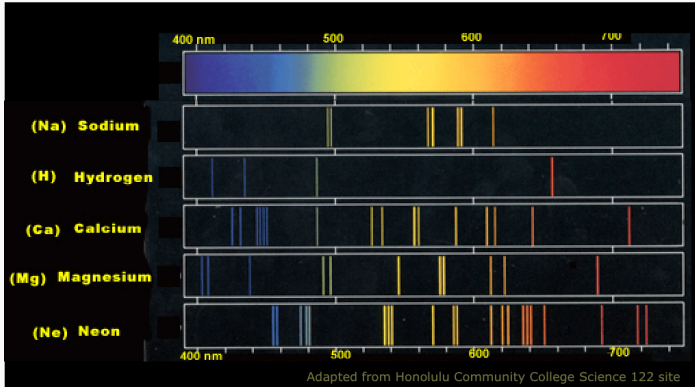 400 nm 500 600 700
(Na) Sodium
(H) Hydrogen
(Ca) Calcium
(Mg) Magnesium
(Ne) Neon
400 nm 500 600 700
Adapted from Honolulu Community College Science 122 site